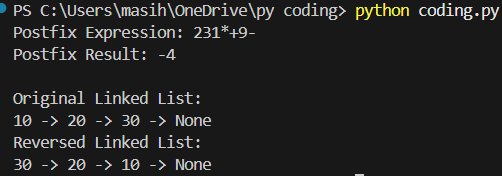 PS C:\Users\masih\OneDrive\py coding> python coding.py
Postfix Expression: 231*+9-
Postfix Result: -4
Original Linked List:
10 -> 20 -> 30 -> None
Reversed Linked List:
30 -> 20 -> 10 -> None